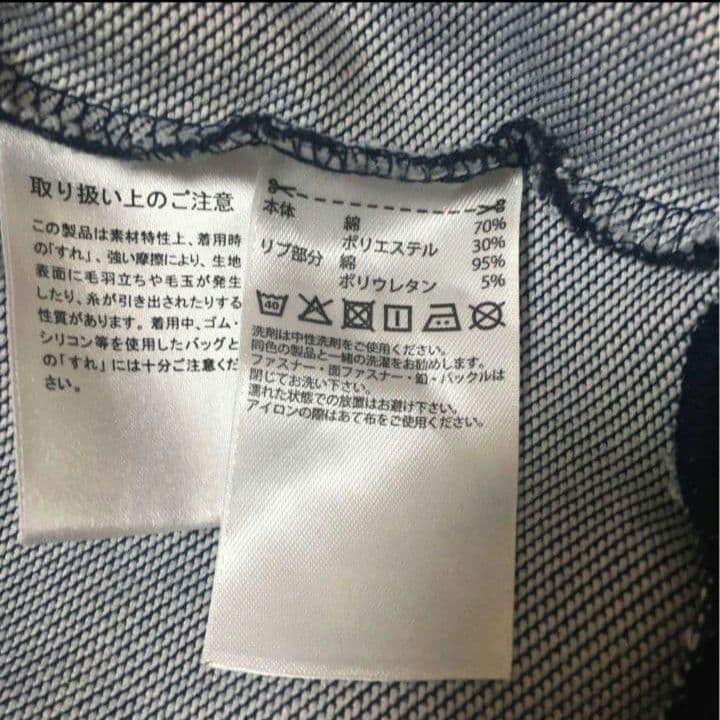 取り扱い上のご注意
この製品は素材特性上、着用時
の「すれ」、強い摩擦により、生地
表面に毛羽立ちや毛玉が発生
したり、糸が引き出されたりする
性質があります。着用中、ゴム・
シリコン等を使用したバッグと
の「すれ」には十分ご注意くだ
さい。
本体 綿 70%
ポリエステル 30%
リブ部分 綿 95%
ポリウレタン 5%
40
洗剤は中性洗剤をご使用ください。
同色の製品と一緒の洗濯をお勧めします。
ファスナー・面ファスナー・釦・バックルは
閉じてお洗い下さい。
濡れた状態での放置はお避け下さい。
アイロンの際はあて布をご使用ください。